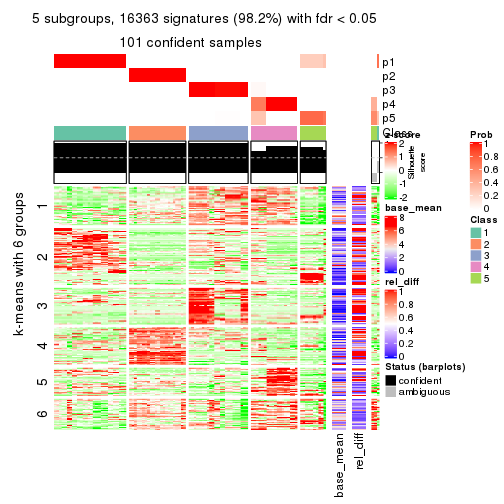 5 subgroups, 16363 signatures (98.2%) with fdr < 0.05
101 confident samples
p1
p2
p3
p4
p5
Class
Silhouette
score
k-means with 6 groups
1
2
3
4
5
6
base_mean
rel_diff
z-score
2
1
0
-1
-2
base_mean
8
6
4
2
0
rel_diff
1
0.8
0.6
0.4
0.2
0
Status (barplots)
confident
ambiguous
Prob
1
0.8
0.6
0.4
0.2
0
Class
1
2
3
4
5